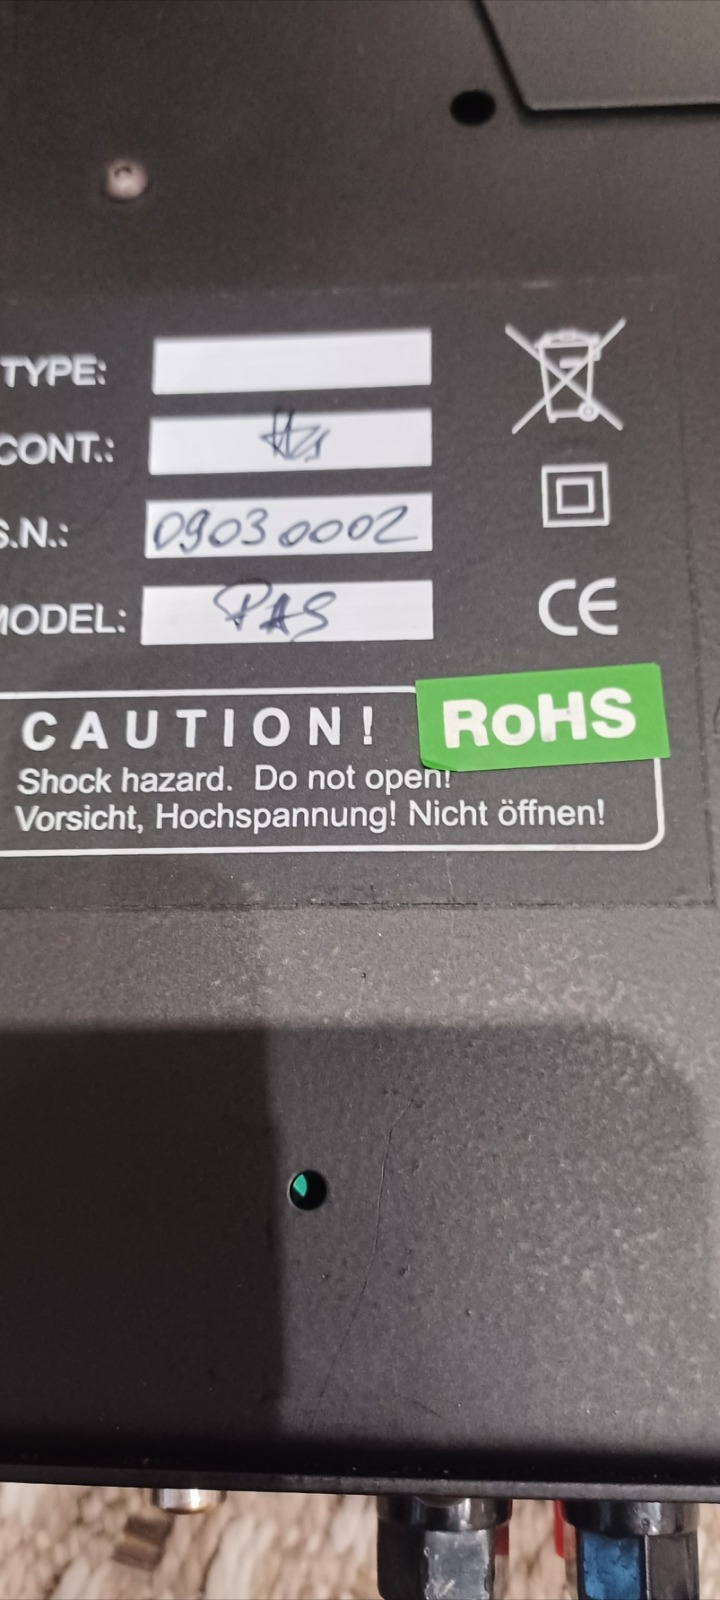 TYPE:
CONT.:
S.N.: 09030002
MODEL: PAS
CE
CAUTION! RoHS
Shock hazard. Do not open!
Vorsicht, Hochspannung! Nicht öffnen!